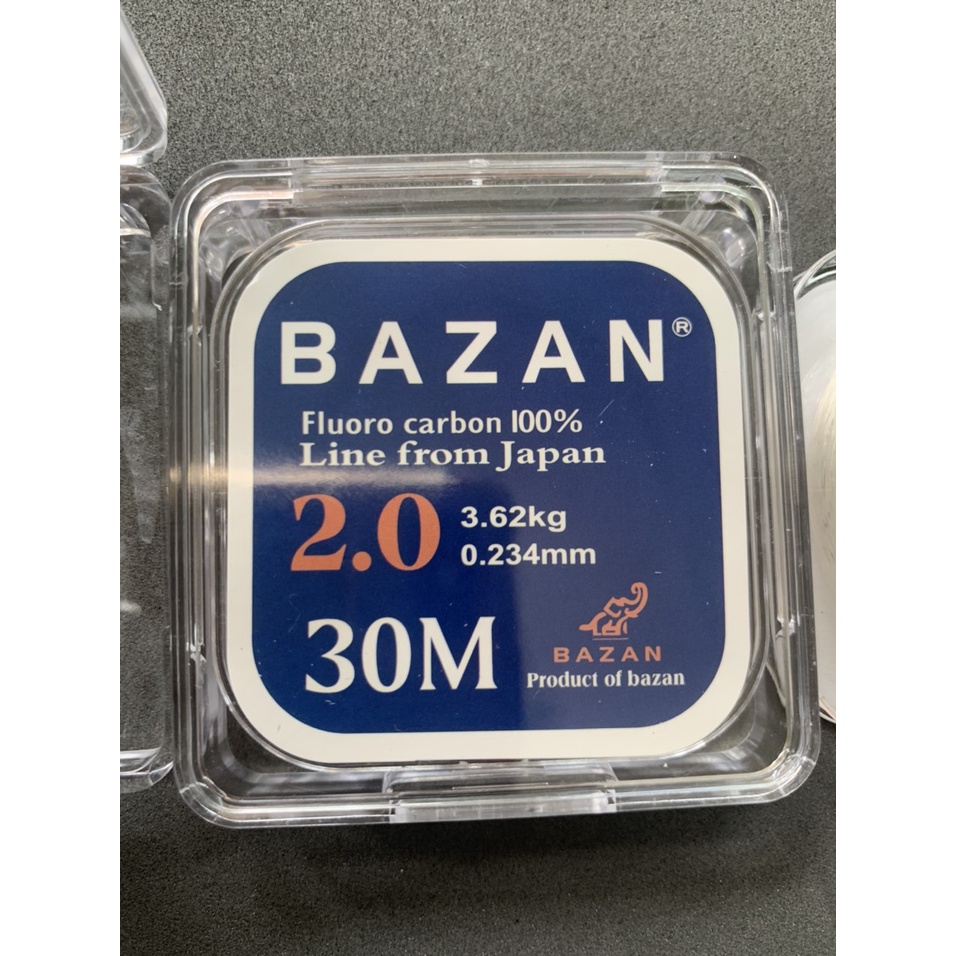 BAZAN®
Fluoro carbon 100%
Line from Japan
2.0
3.62kg
0.234mm
30M
BAZAN
Product of bazan